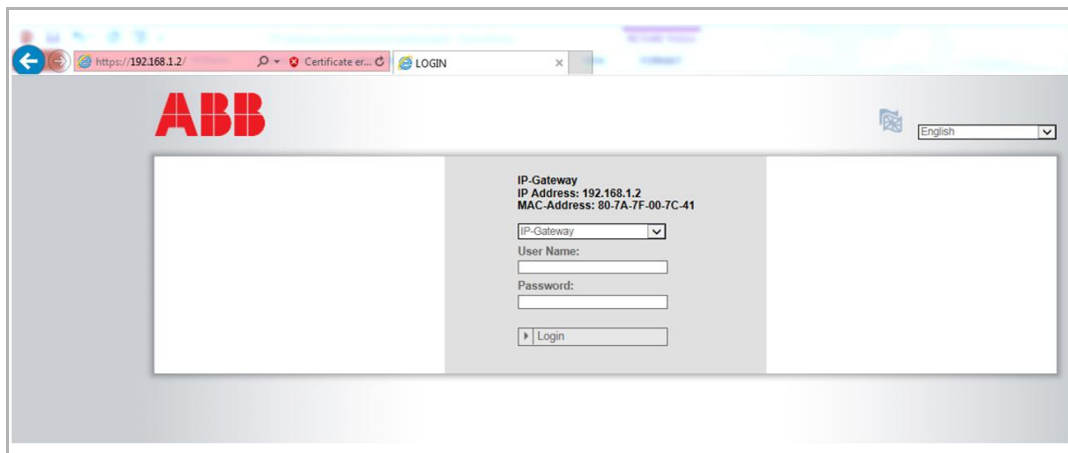 https://192.168.1.2/
Certificate er...
LOGIN
ABB
English
IP-Gateway
IP Address: 192.168.1.2
MAC-Address: 80-7A-7F-00-7C-41
IP-Gateway
User Name:
Password:
Login